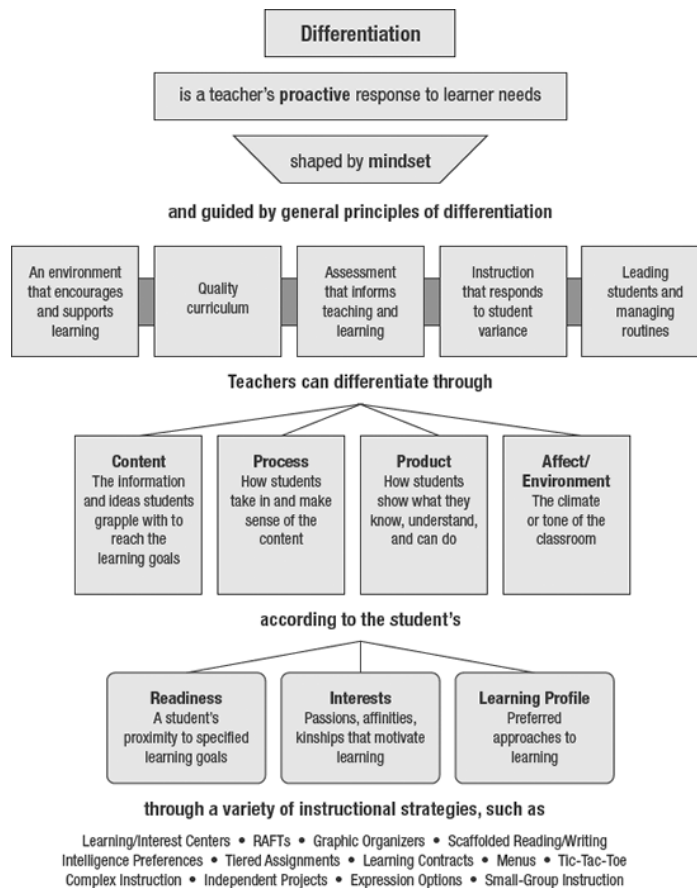 Differentiation
is a teacher's proactive response to learner needs
shaped by mindset
and guided by general principles of differentiation
An environment
that encourages
and supports
learning
Quality
curriculum
Assessment
that informs
teaching and
learning
Instruction
that responds
to student
variance
Leading
students and
managing
routines
Teachers can differentiate through
Content
The information
and ideas students
grapple with to
reach the
learning goals
Process
How students
take in and make
sense of the
content
Product
How students
show what they
know, understand,
and can do
Affect/
Environment
The climate
or tone of the
classroom
according to the student's
Readiness
A student's
proximity to specified
learning goals
Interests
Passions, affinities,
kinships that motivate
learning
Learning Profile
Preferred
approaches to
learning
through a variety of instructional strategies, such as
Learning/Interest Centers • RAFTs • Graphic Organizers • Scaffolded Reading/Writing
Intelligence Preferences • Tiered Assignments • Learning Contracts • Menus • Tic-Tac-Toe
Complex Instruction • Independent Projects • Expression Options • Small-Group Instruction